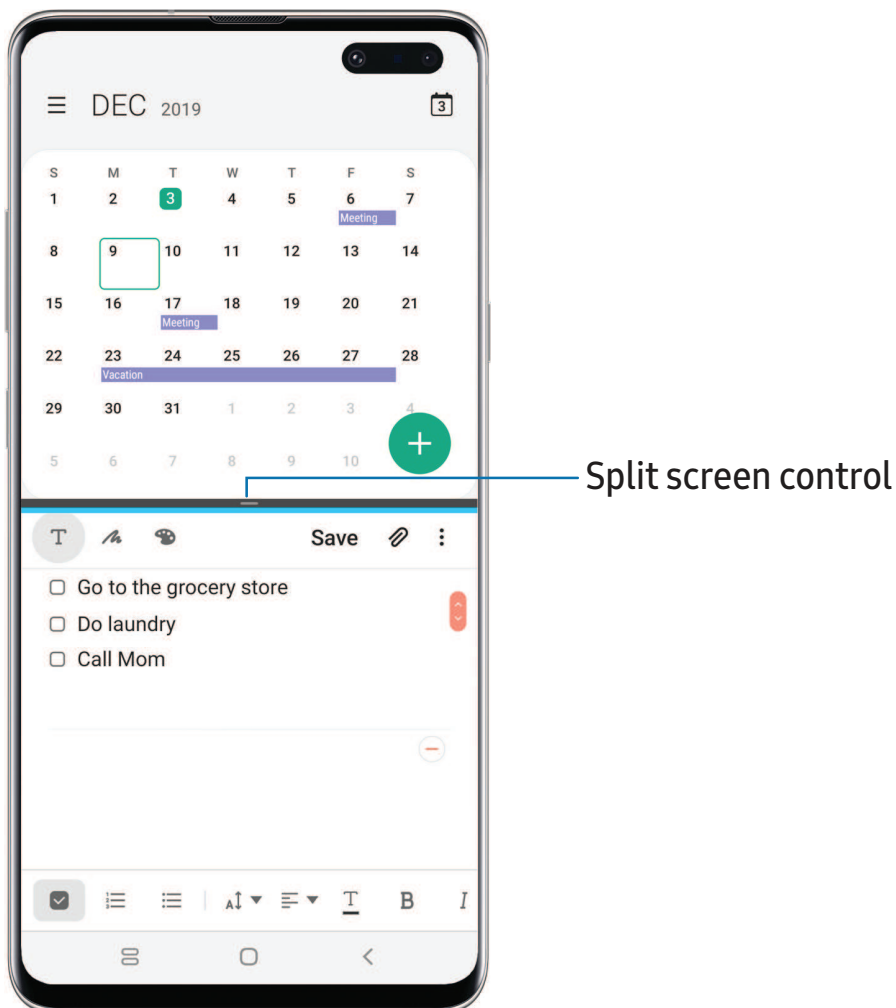 DEC 2019
3
S M T W T F S
1 2 3 4 5 6 7
Meeting
8 9 10 11 12 13 14
15 16 17 18 19 20 21
Meeting
22 23 24 25 26 27 28
Vacation
29 30 31 1 2 3 4
5 6 7 8 9 10
Split screen control
T Save
Go to the grocery store
Do laundry
Call Mom
A T B I